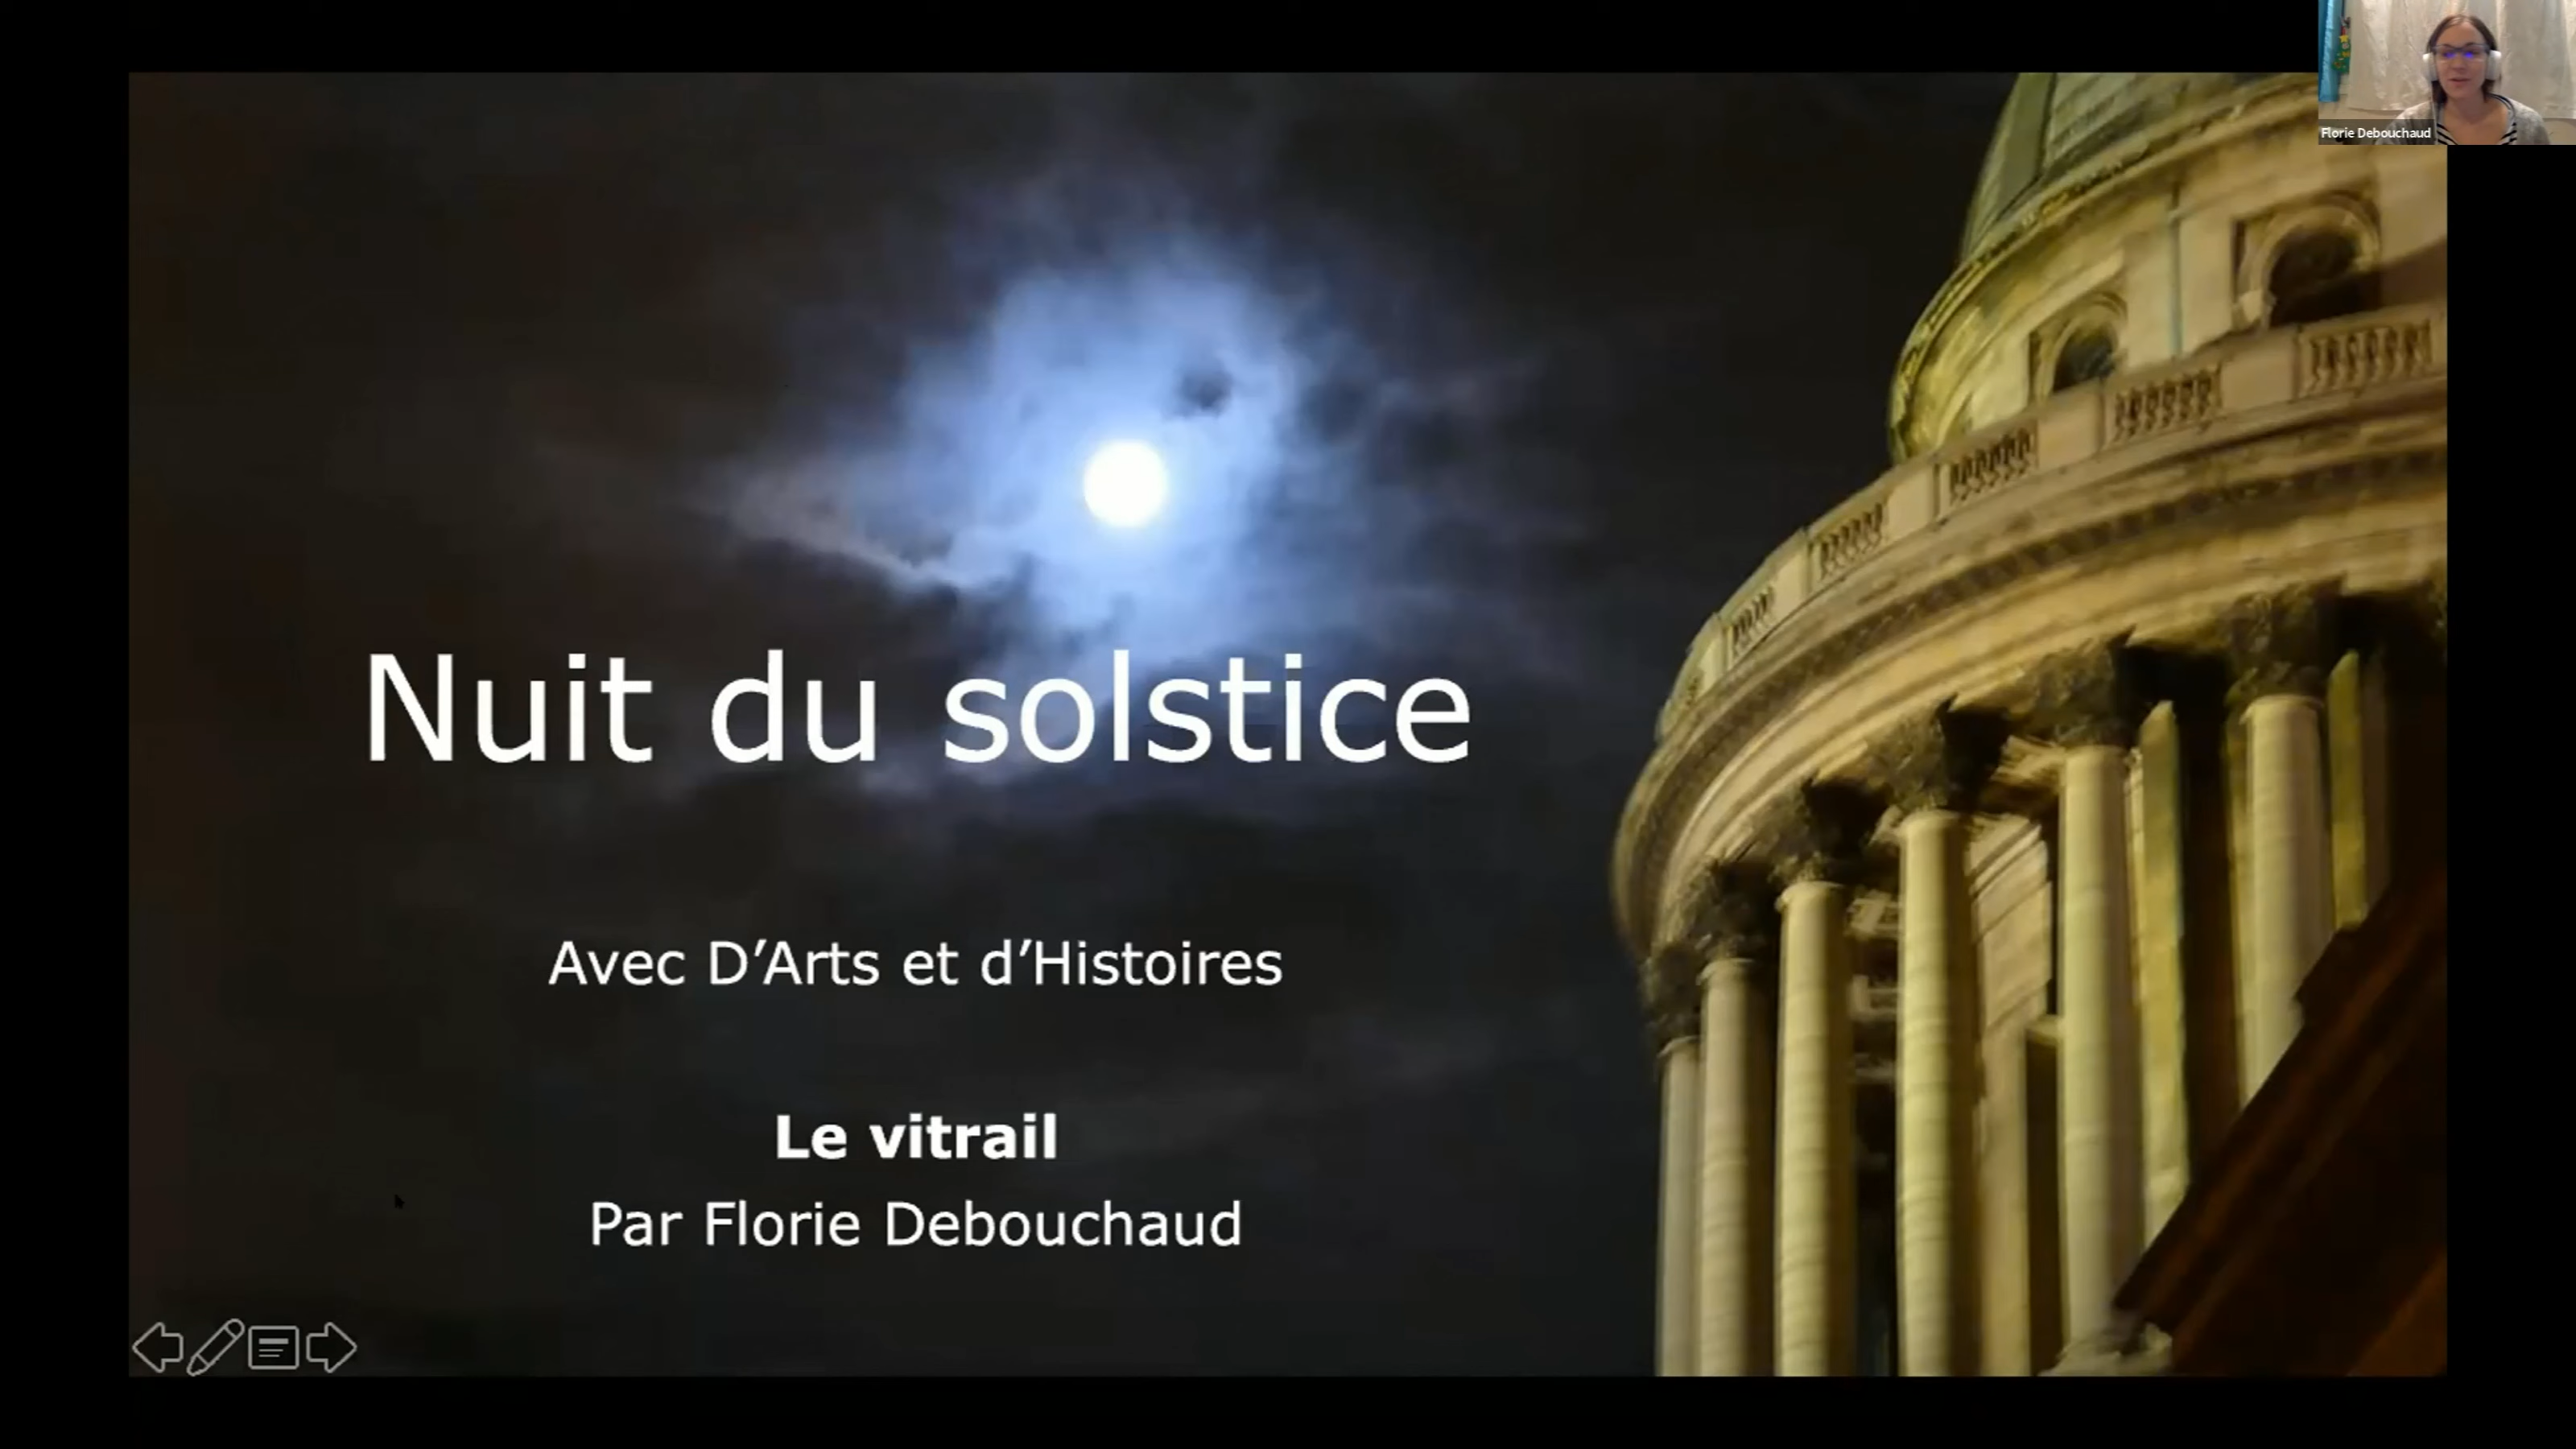 Florie Debouchaud
Nuit du solstice
Avec D’Arts et d’Histoires
Le vitrail
Par Florie Debouchaud